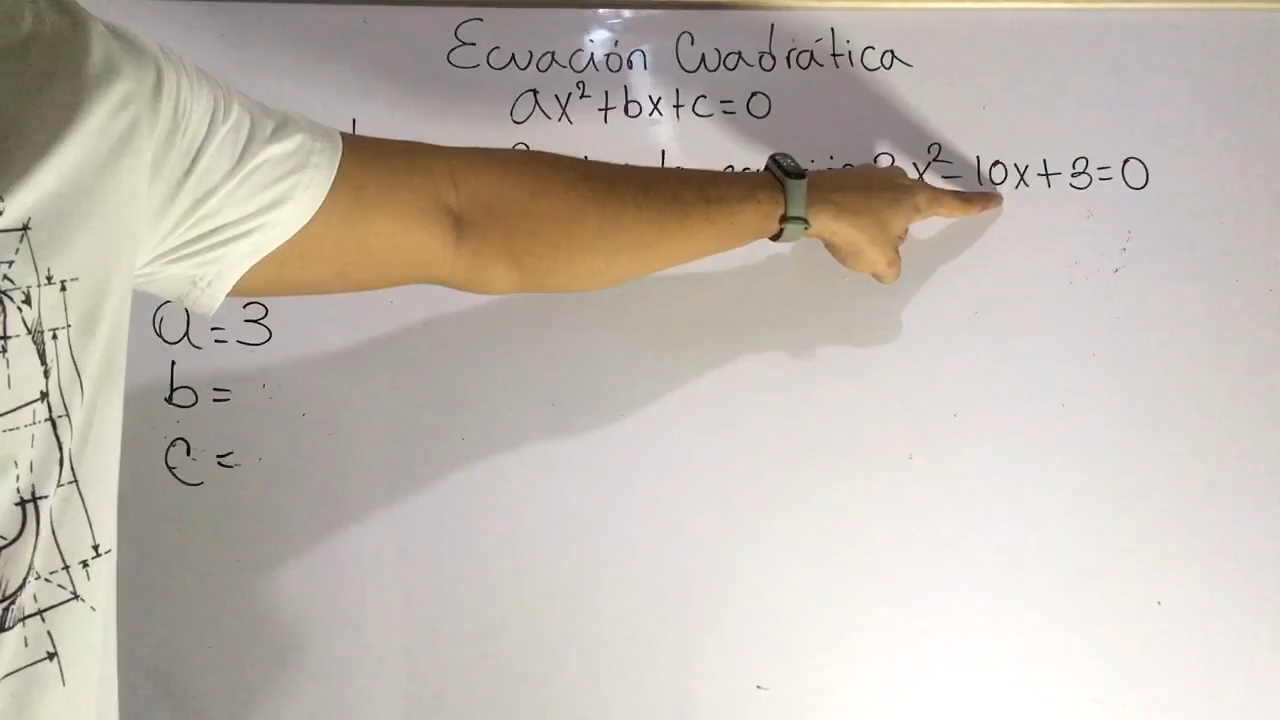 Ecuación Cuadrática
ax²+bx+c=0
x²-10x+3=0
a=3
b=
c=